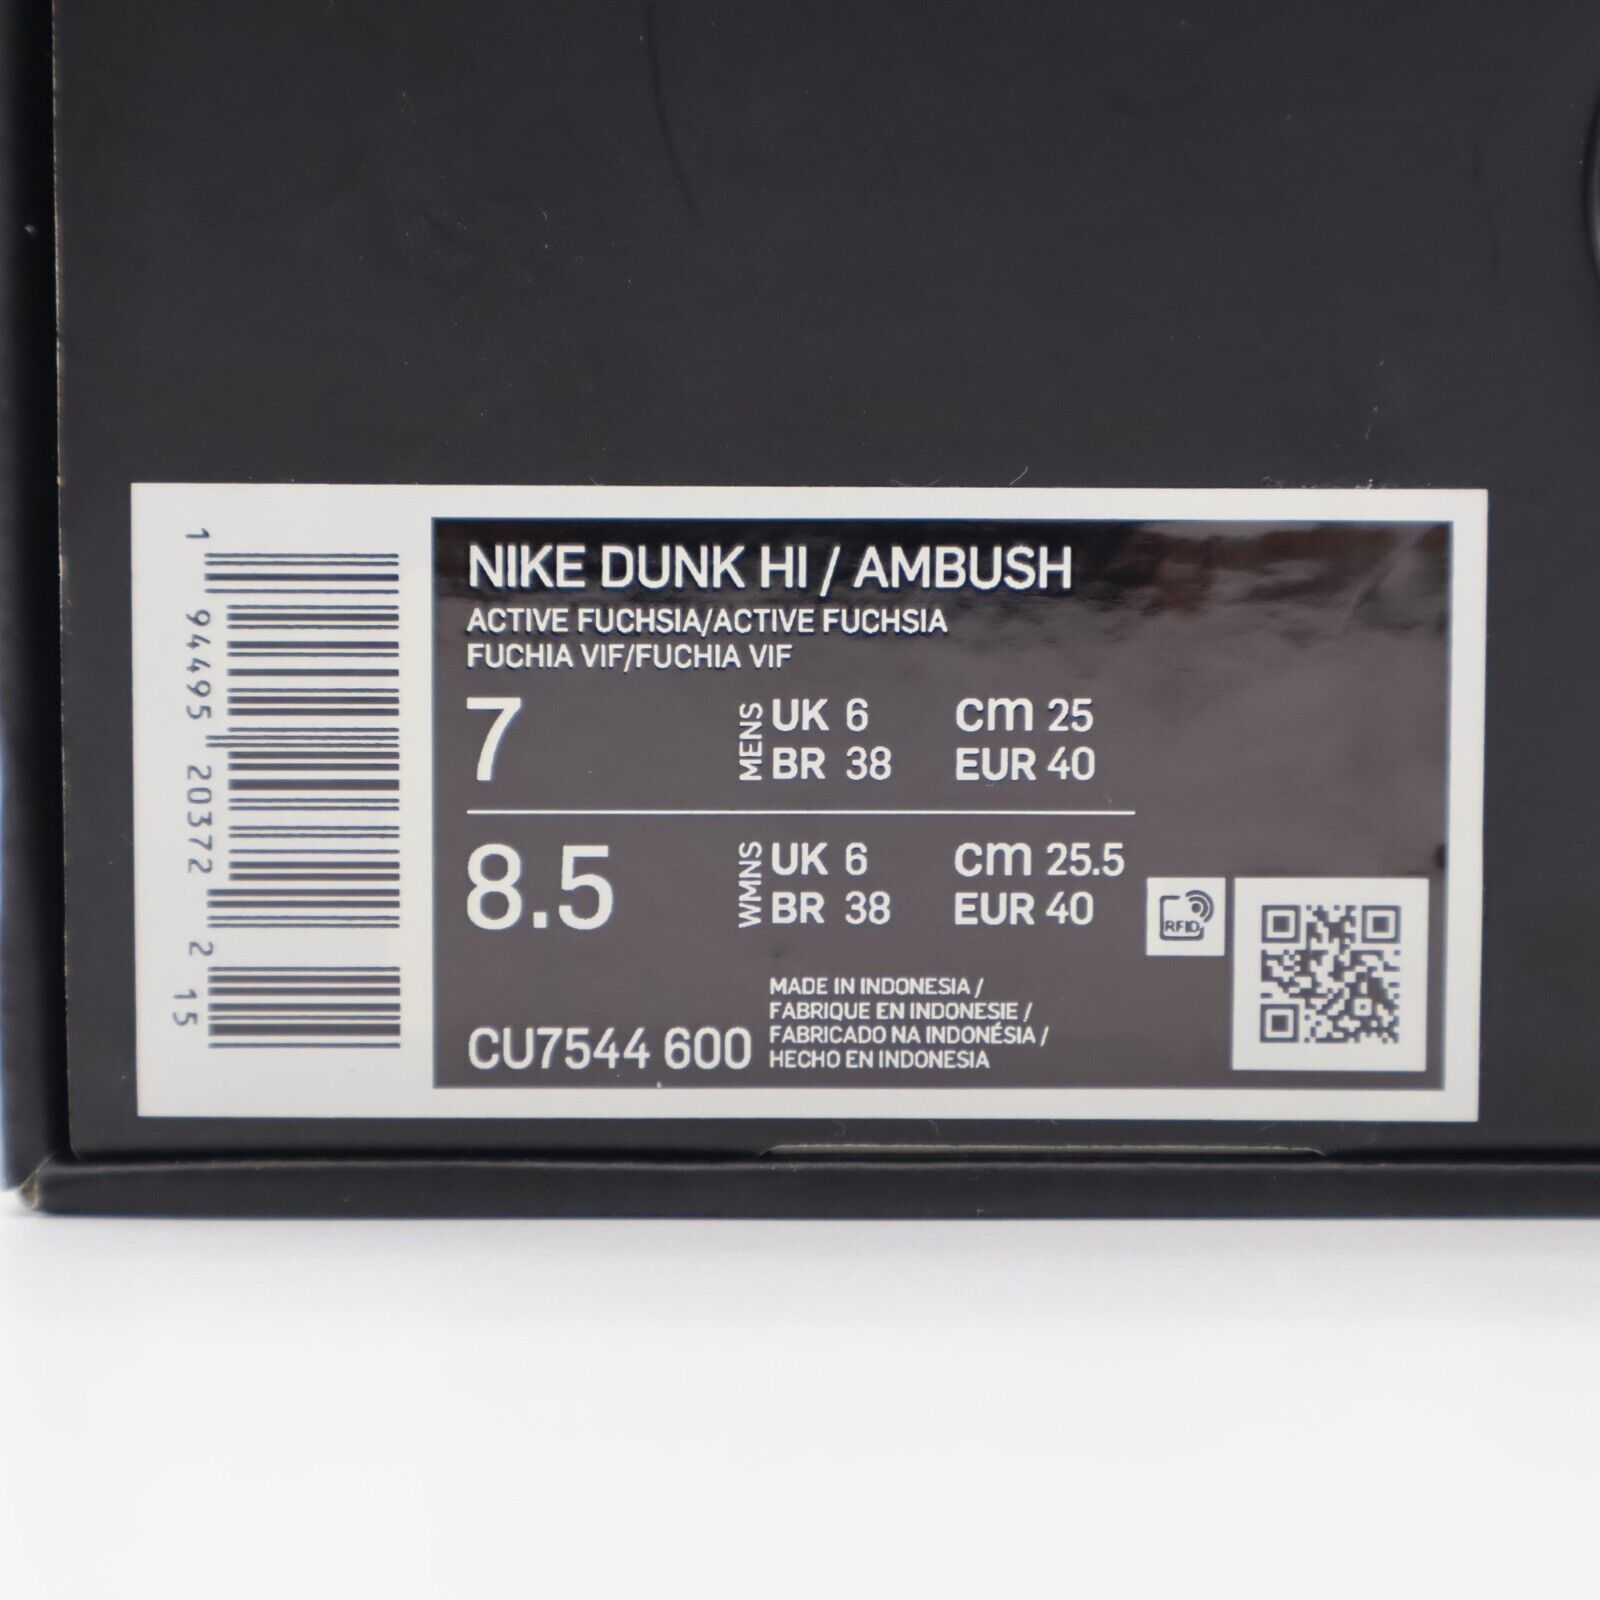 NIKE DUNK HI / AMBUSH
ACTIVE FUCHSIA/ACTIVE FUCHSIA
FUCHIA VIF/FUCHIA VIF
7
MENS
UK 6 cm 25
BR 38 EUR 40
8.5
WMNS
UK 6 cm 25.5
BR 38 EUR 40
RFID
CU7544 600
MADE IN INDONESIA /
FABRIQUE EN INDONESIE /
FABRICADO NA INDONÉSIA /
HECHO EN INDONESIA
1 94495 20372 2 15